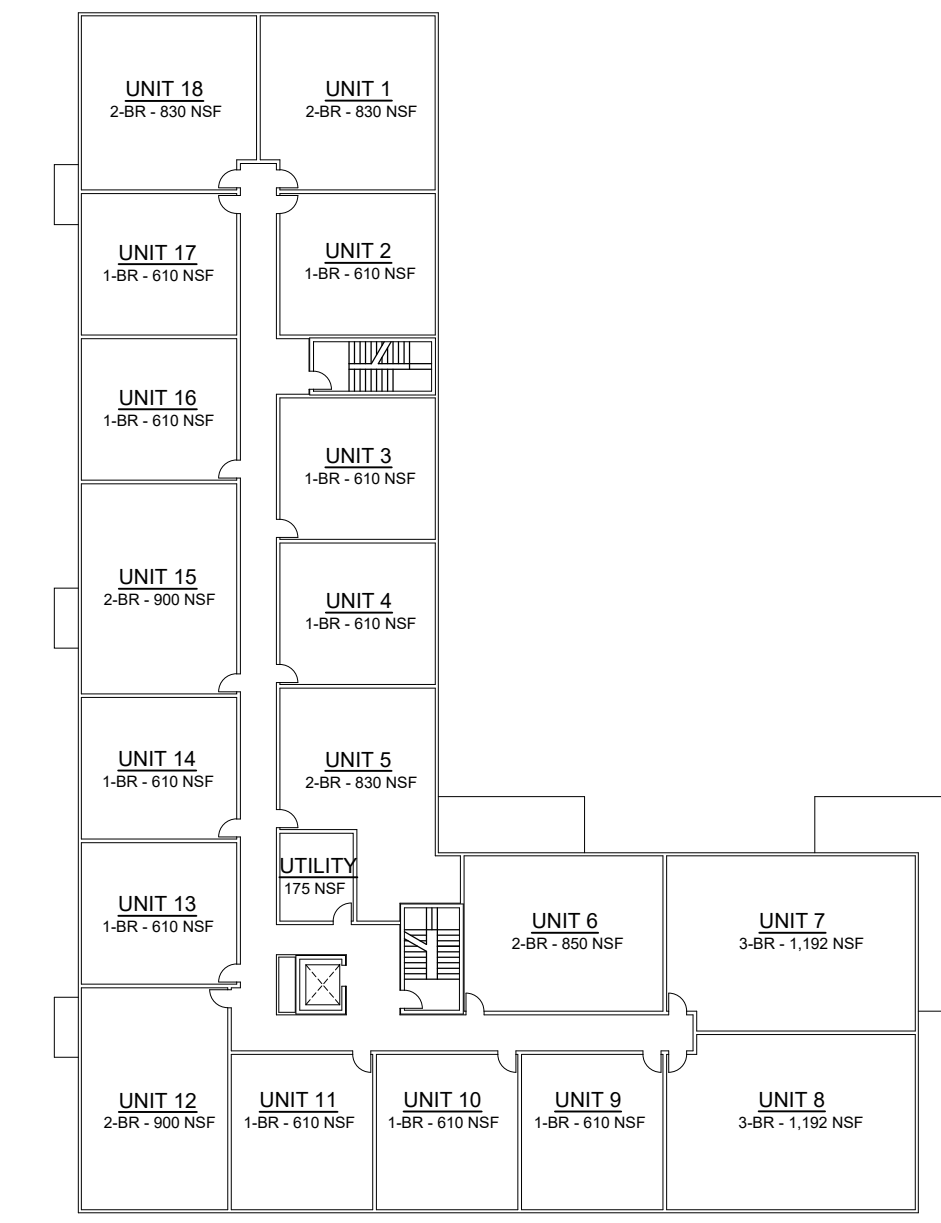 UNIT 18
2-BR - 830 NSF
UNIT 1
2-BR - 830 NSF
UNIT 17
1-BR - 610 NSF
UNIT 2
1-BR - 610 NSF
UNIT 16
1-BR - 610 NSF
UNIT 3
1-BR - 610 NSF
UNIT 15
2-BR - 900 NSF
UNIT 4
1-BR - 610 NSF
UNIT 14
1-BR - 610 NSF
UNIT 5
2-BR - 830 NSF
UTILITY
175 NSF
UNIT 13
1-BR - 610 NSF
UNIT 6
2-BR - 850 NSF
UNIT 7
3-BR - 1,192 NSF
UNIT 12
2-BR - 900 NSF
UNIT 11
1-BR - 610 NSF
UNIT 10
1-BR - 610 NSF
UNIT 9
1-BR - 610 NSF
UNIT 8
3-BR - 1,192 NSF